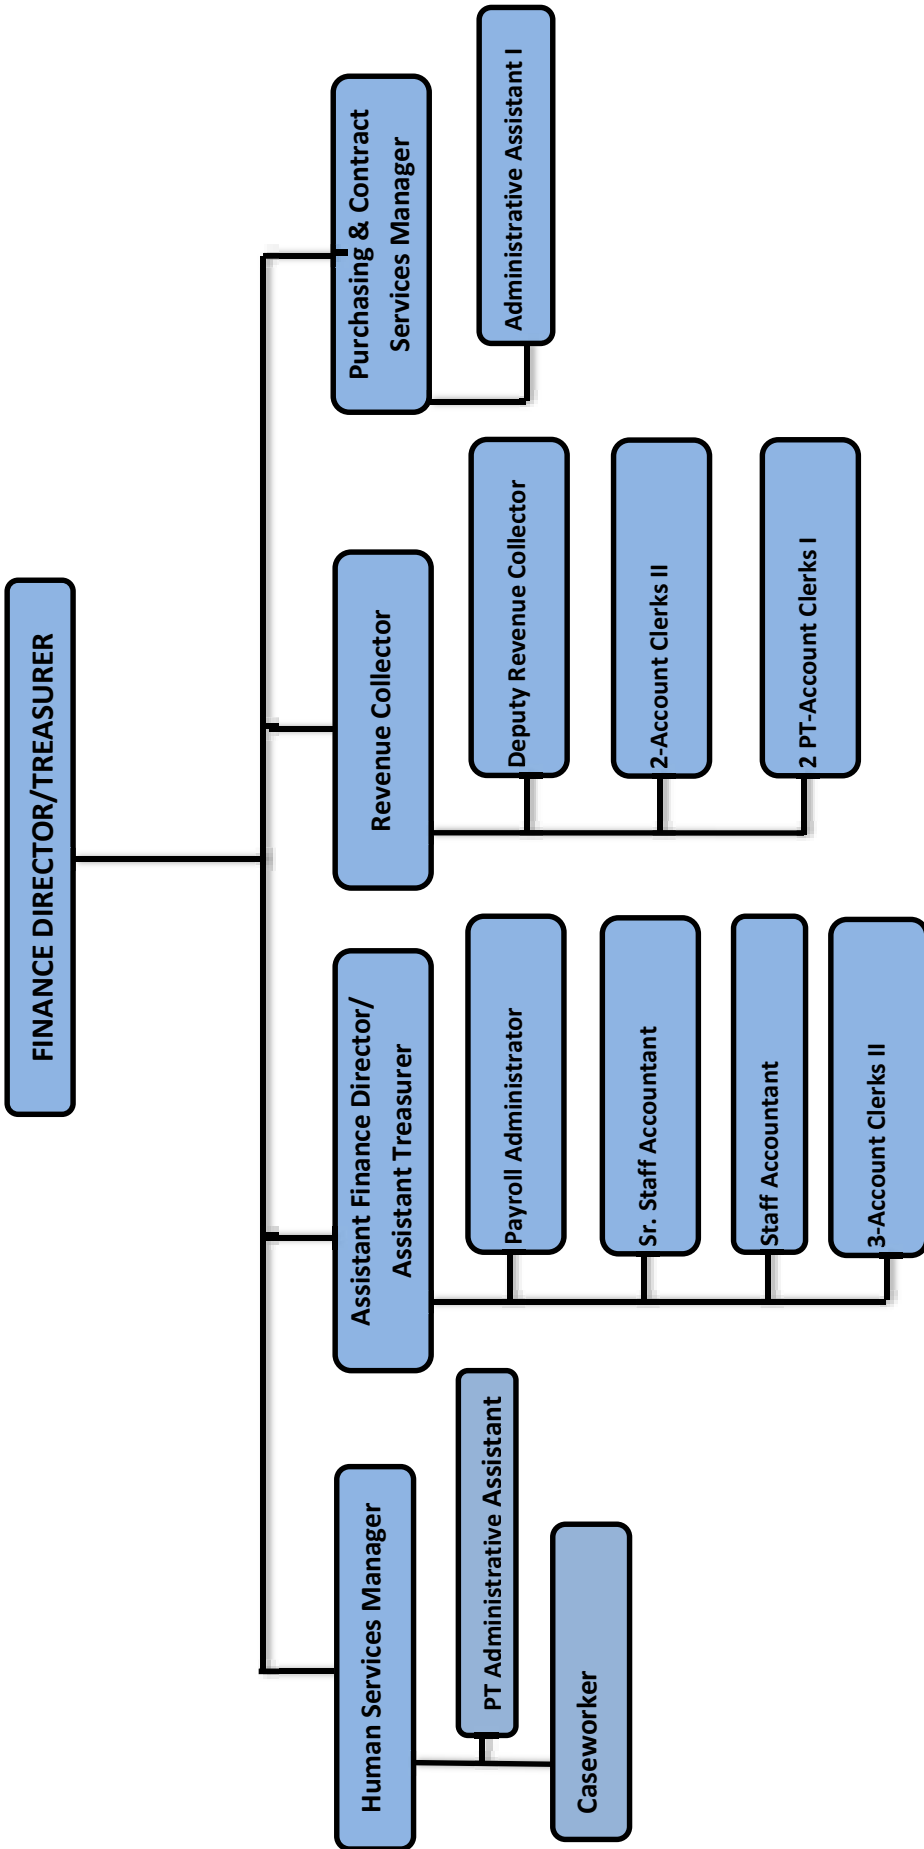 FINANCE DIRECTOR/TREASURER
Human Services Manager
PT Administrative Assistant
Caseworker
Assistant Finance Director/
Assistant Treasurer
Payroll Administrator
Sr. Staff Accountant
Staff Accountant
3-Account Clerks II
Revenue Collector
Deputy Revenue Collector
2-Account Clerks II
2 PT-Account Clerks I
Purchasing & Contract
Services Manager
Administrative Assistant I